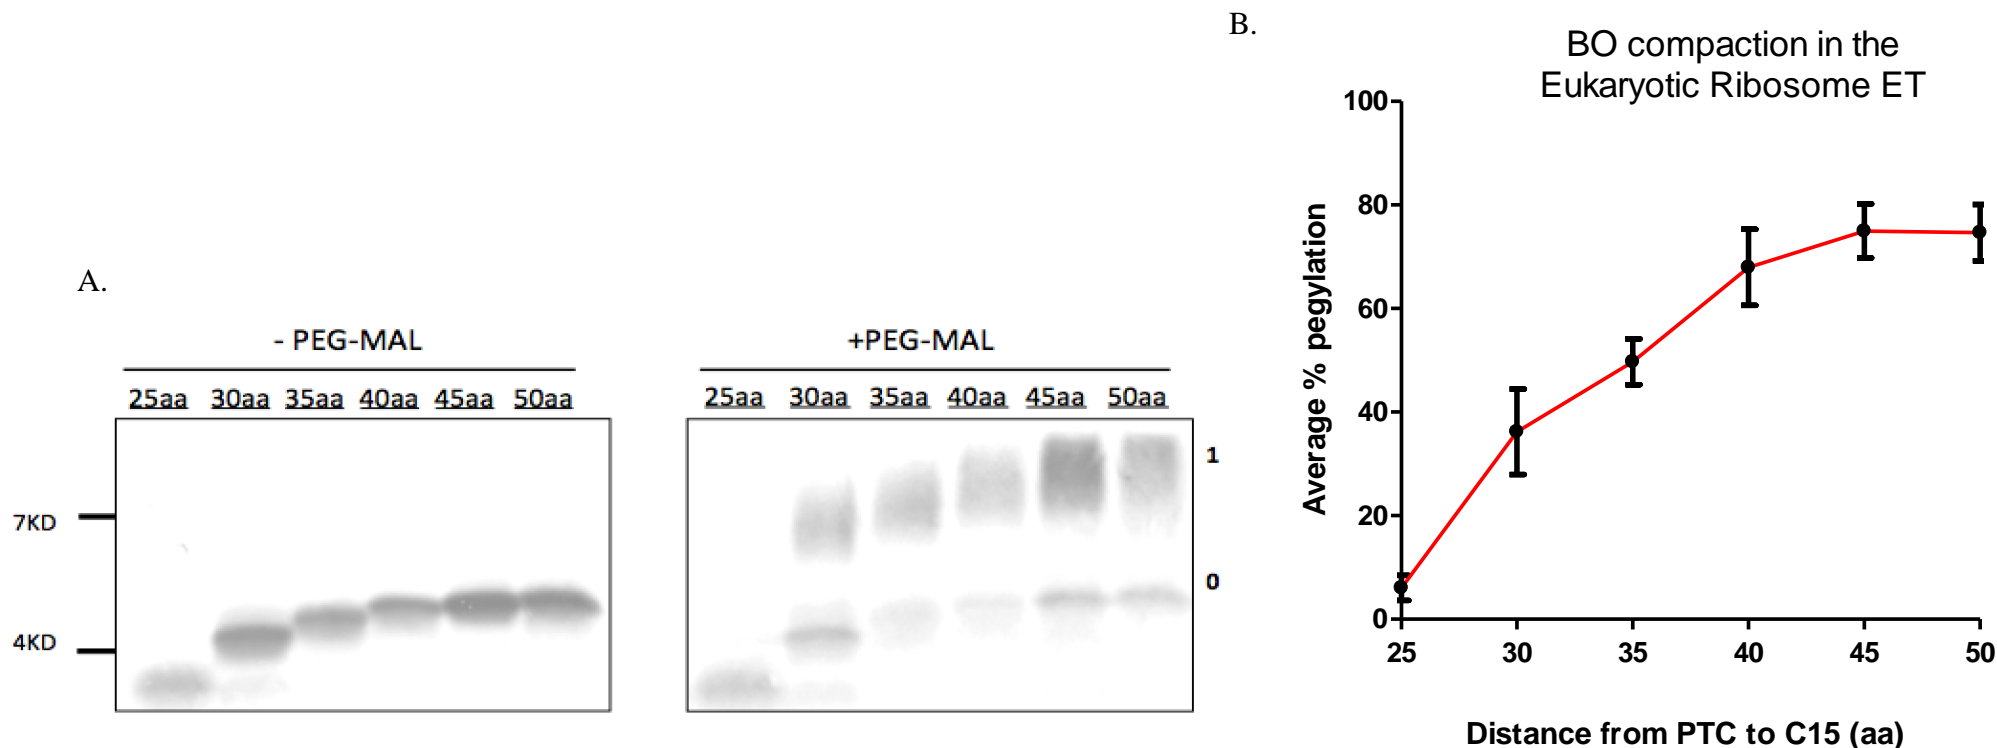 A.
- PEG-MAL
25aa 30aa 35aa 40aa 45aa 50aa
7KD
4KD
+PEG-MAL
25aa 30aa 35aa 40aa 45aa 50aa
1
0
B.
BO compaction in the
Eukaryotic Ribosome ET
Average % pegylation
100
80
60
40
20
0
25 30 35 40 45 50
Distance from PTC to C15 (aa)